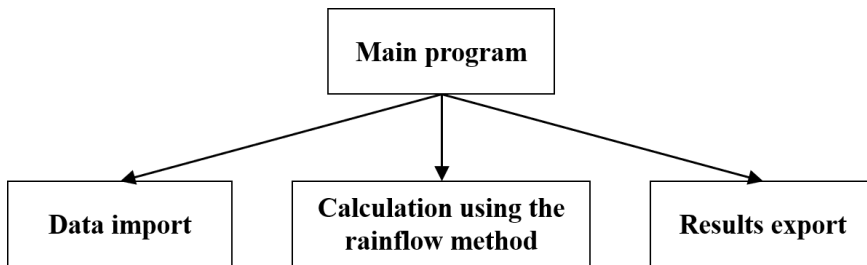 Main program
Data import
Calculation using the
rainflow method
Results export